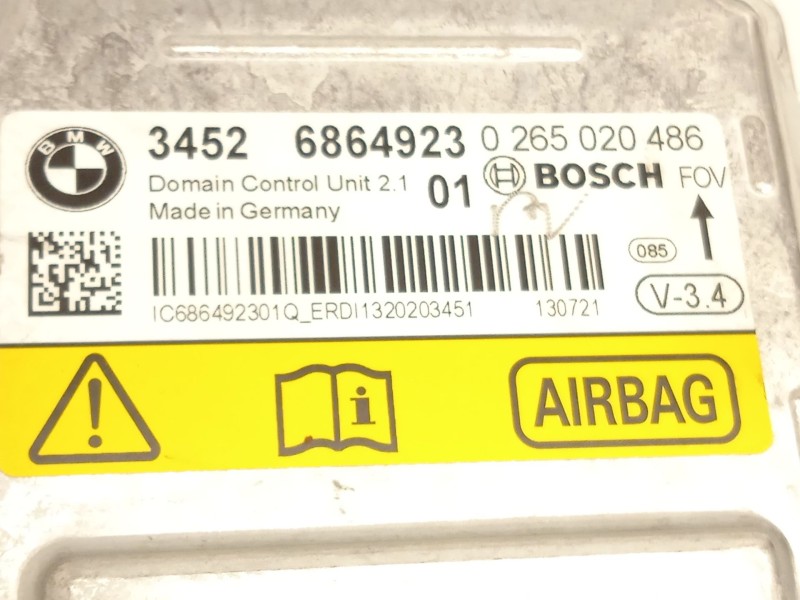 BMW
3452 6864923 0 265 020 486
Domain Control Unit 2.1 01 BOSCH FOV
Made in Germany
085
IC686492301Q_ERDI1320203451 130721 V-3.4
i AIRBAG